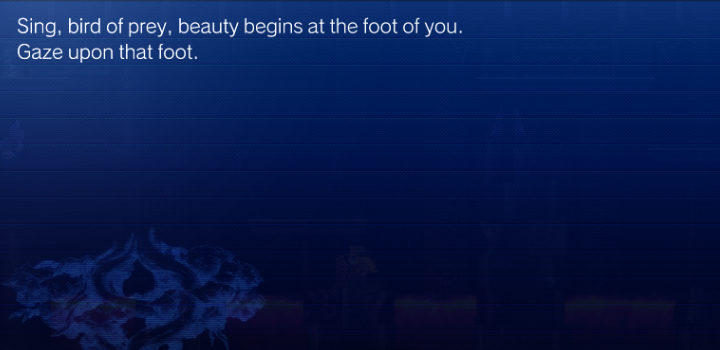 Sing, bird of prey, beauty begins at the foot of you.
Gaze upon that foot.